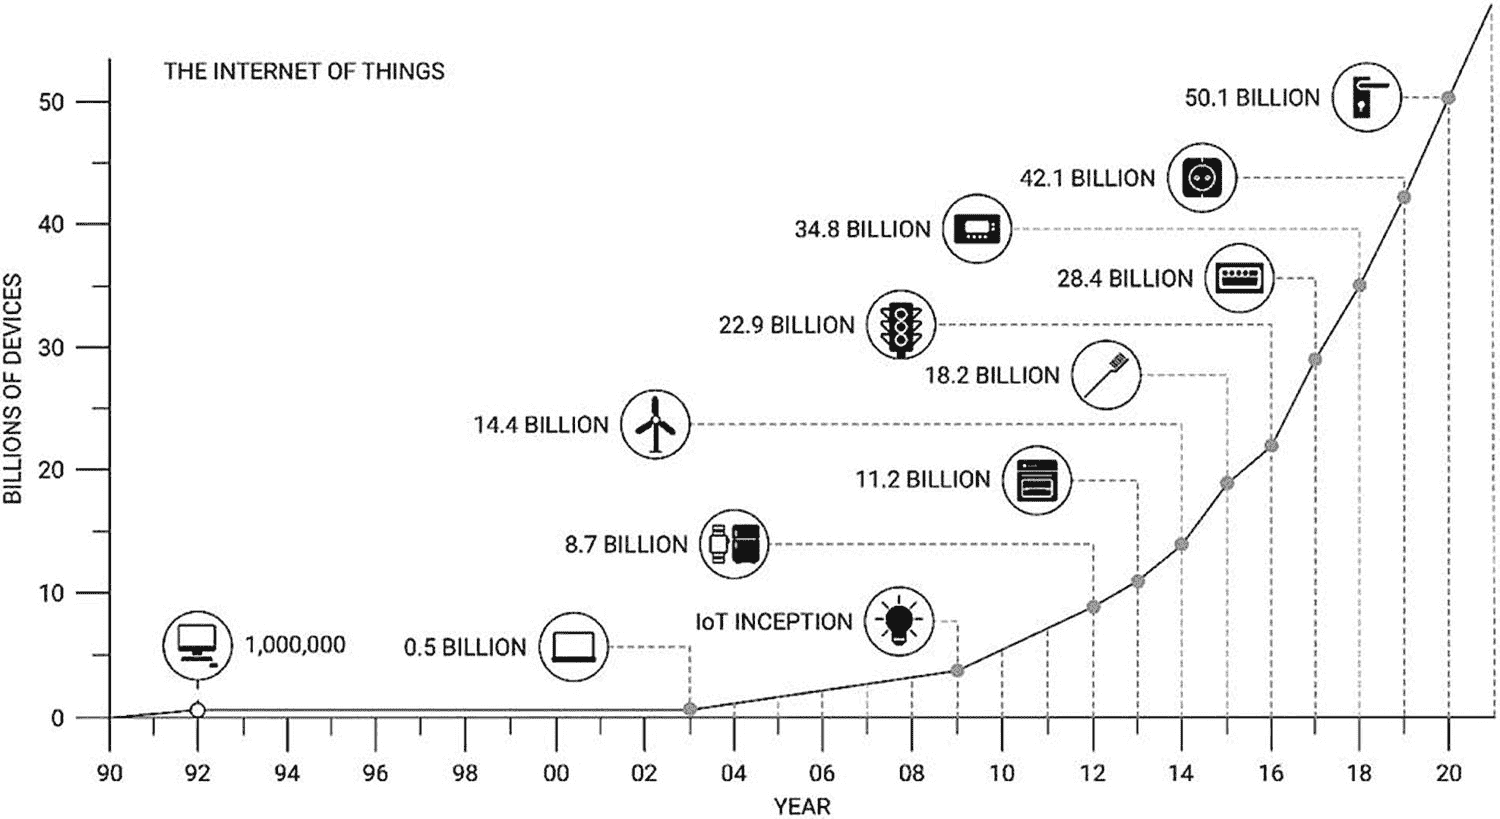 THE INTERNET OF THINGS
50.1 BILLION
50
42.1 BILLION
40
34.8 BILLION
28.4 BILLION
30
22.9 BILLION
18.2 BILLION
14.4 BILLION
20
11.2 BILLION
8.7 BILLION
10
IoT INCEPTION
1,000,000
0.5 BILLION
0
BILLIONS OF DEVICES
90 92 94 96 98 00 02 04 06 08 10 12 14 16 18 20
YEAR